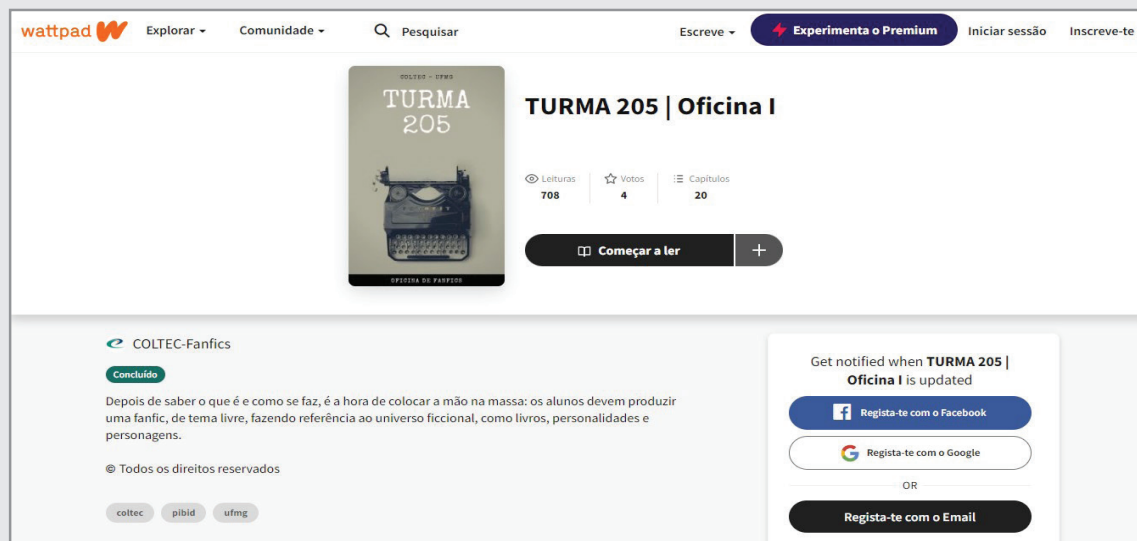 wattpad Explorar Comunidade Pesquisar Escreve Experimenta o Premium Iniciar sessão Inscreve-te
COLTEC - UFMG
TURMA
205
OFICINA DE FANFICS
TURMA 205 | Oficina I
Leituras Votos Capítulos
708 4 20
Começar a ler +
COLTEC-Fanfics
Concluído
Depois de saber o que é e como se faz, é a hora de colocar a mão na massa: os alunos devem produzir
uma fanfic, de tema livre, fazendo referência ao universo ficcional, como livros, personalidades e
personagens.
© Todos os direitos reservados
coltec pibid ufmg
Get notified when TURMA 205 |
Oficina I is updated
Regista-te com o Facebook
Regista-te com o Google
OR
Regista-te com o Email